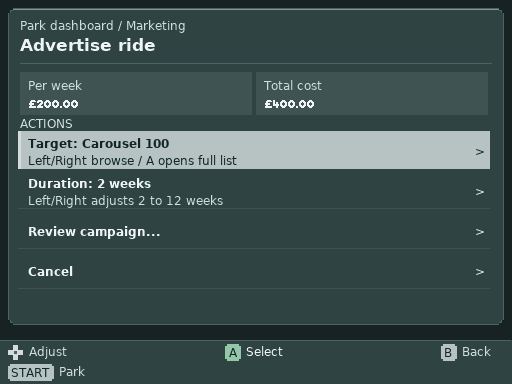 Park dashboard / Marketing
Advertise ride
Per week
£200.00
Total cost
£400.00
ACTIONS
Target: Carousel 100
Left/Right browse / A opens full list
>
Duration: 2 weeks
Left/Right adjusts 2 to 12 weeks
>
Review campaign... >
Cancel >
Adjust A Select B Back
START Park